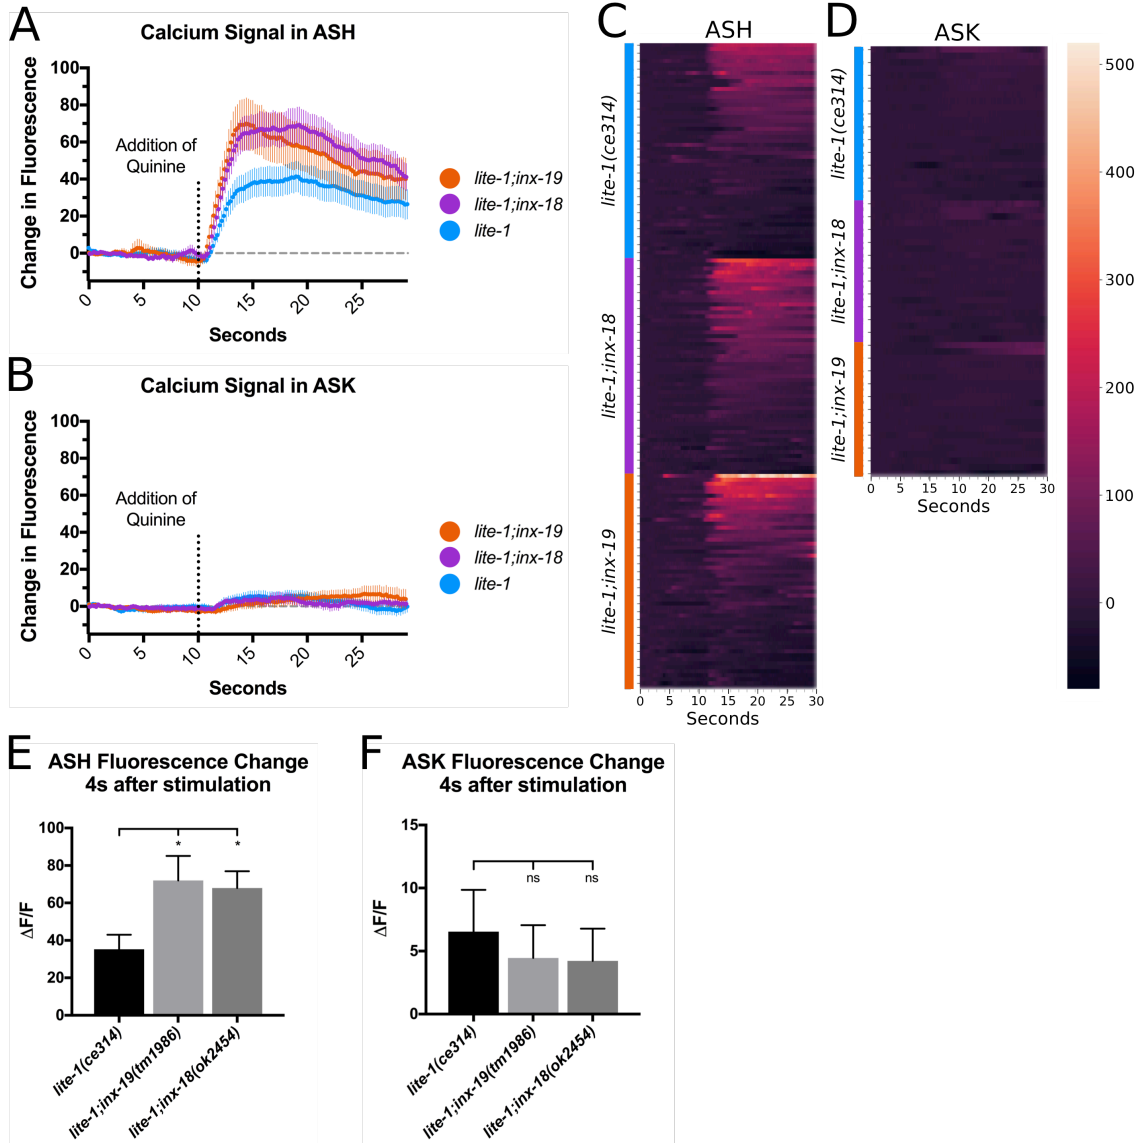 A
Calcium Signal in ASH
Change in Fluorescence
100
80
60
40
20
0
Addition of
Quinine
0
5
10
15
20
25
Seconds
lite-1;inx-19
lite-1;inx-18
lite-1
B
Calcium Signal in ASK
Change in Fluorescence
100
80
60
40
20
0
Addition of
Quinine
0
5
10
15
20
25
Seconds
lite-1;inx-19
lite-1;inx-18
lite-1
C
ASH
lite-1(ce314)
lite-1;inx-18
lite-1;inx-19
0 5 10 15 20 25 30
Seconds
D
ASK
lite-1(ce314)
lite-1;inx-18
lite-1;inx-19
0 5 15 10 20 25 30
Seconds
500
400
300
200
100
0
E
ASH Fluorescence Change
4s after stimulation
ΔF/F
100
80
60
40
20
0
* *
lite-1(ce314)
lite-1;inx-19(tm1986)
lite-1;inx-18(ok2454)
F
ASK Fluorescence Change
4s after stimulation
ΔF/F
15
10
5
0
ns ns
lite-1(ce314)
lite-1;inx-19(tm1986)
lite-1;inx-18(ok2454)